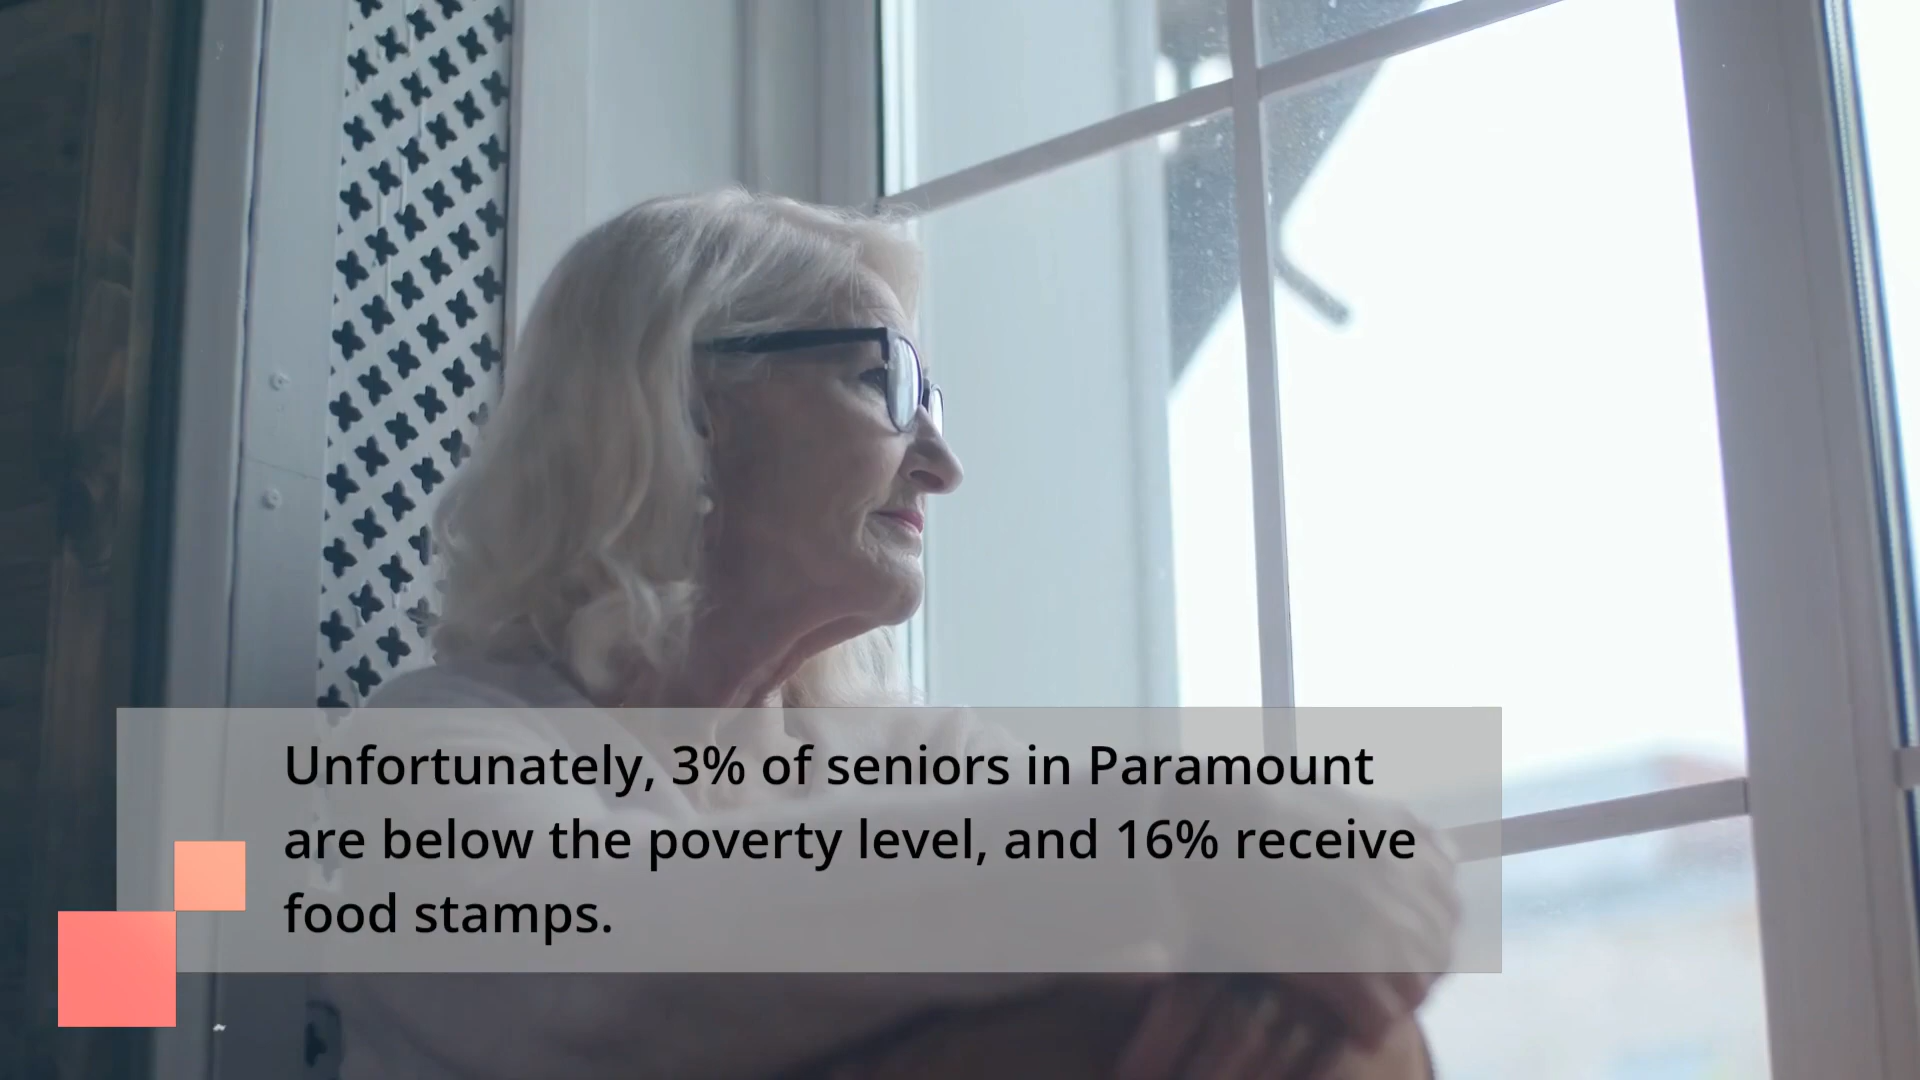 Unfortunately, 3% of seniors in Paramount
are below the poverty level, and 16% receive
food stamps.